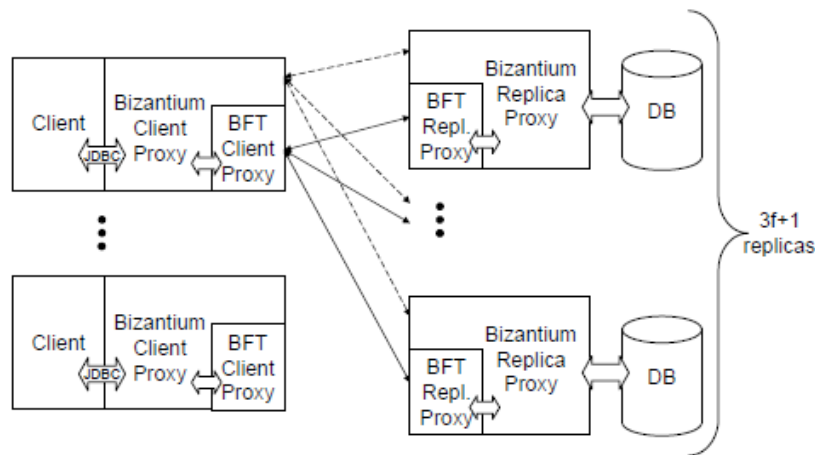 Client
JDBC
Bizantium
Client
Proxy
BFT
Client
Proxy
Bizantium
Replica
Proxy
BFT
Repl.
Proxy
DB
3f+1
replicas
Client
JDBC
Bizantium
Client
Proxy
BFT
Client
Proxy
Bizantium
Replica
Proxy
BFT
Repl.
Proxy
DB